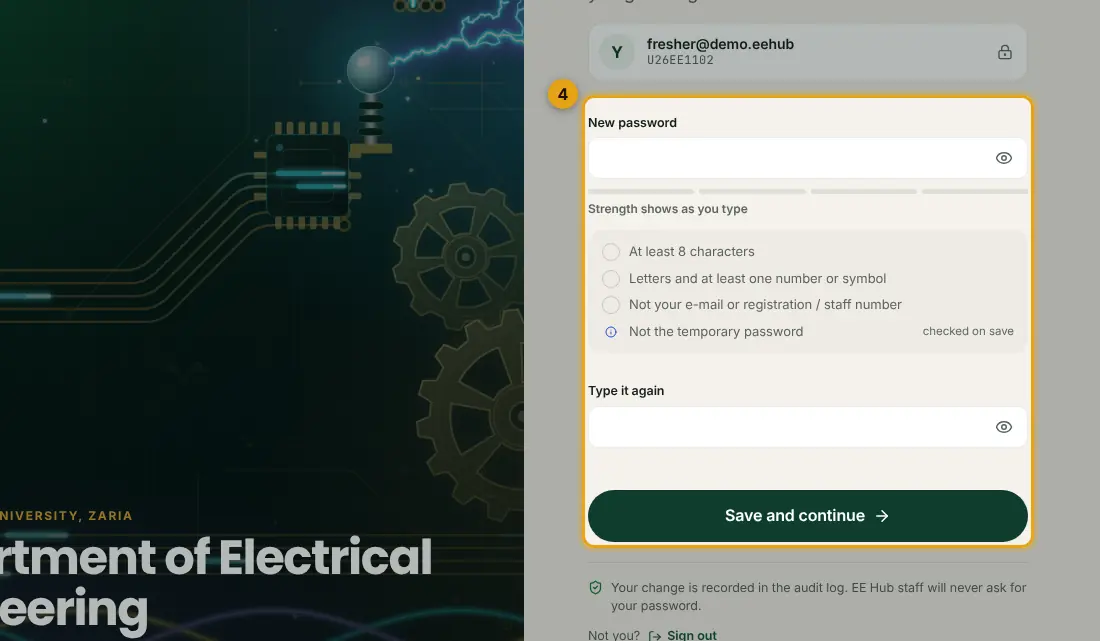 fresher@demo.eehub
Y
U26EE1102
4
New password
Strength shows as you type
At least 8 characters
Letters and at least one number or symbol
Not your e-mail or registration / staff number
Not the temporary password checked on save
Type it again
Save and continue
NIVERSITY, ZARIA
rtment of Electrical
eering
Your change is recorded in the audit log. EE Hub staff will never ask for
your password.
Not you? Sign out